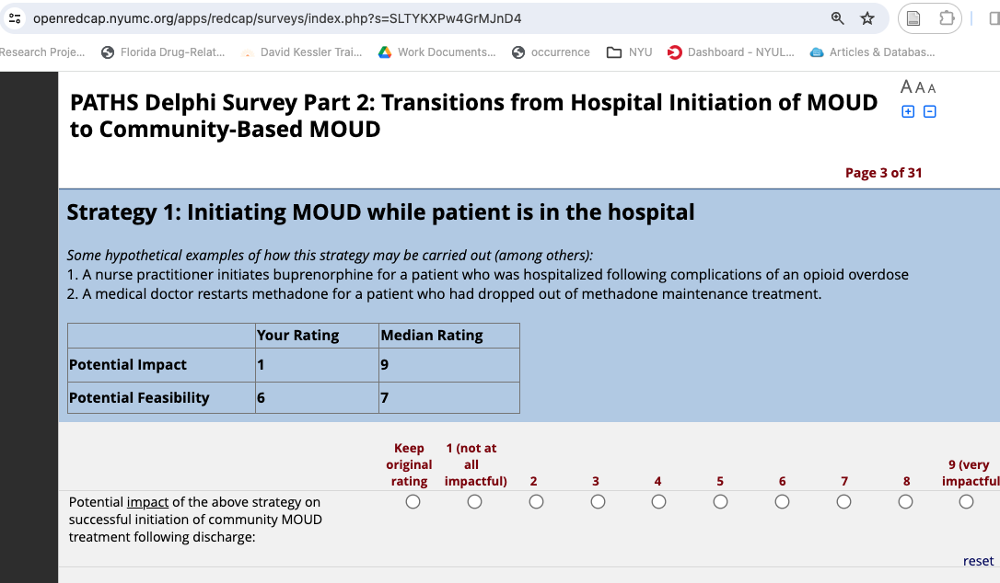 openredcap.nyumc.org/apps/redcap/surveys/index.php?s=SLTYKXPw4GrMJnD4
Research Proje... Florida Drug-Relat... David Kessler Trai... Work Documents... occurrence NYU Dashboard - NYUL... Articles & Databas...
PATHS Delphi Survey Part 2: Transitions from Hospital Initiation of MOUD
to Community-Based MOUD
A A A
Page 3 of 31
Strategy 1: Initiating MOUD while patient is in the hospital
Some hypothetical examples of how this strategy may be carried out (among others):
1. A nurse practitioner initiates buprenorphine for a patient who was hospitalized following complications of an opioid overdose
2. A medical doctor restarts methadone for a patient who had dropped out of methadone maintenance treatment.
Your Rating Median Rating
Potential Impact 1 9
Potential Feasibility 6 7
Keep 1 (not at
original all 9 (very
rating impactful) 2 3 4 5 6 7 8 impactful
Potential impact of the above strategy on
successful initiation of community MOUD
treatment following discharge:
reset